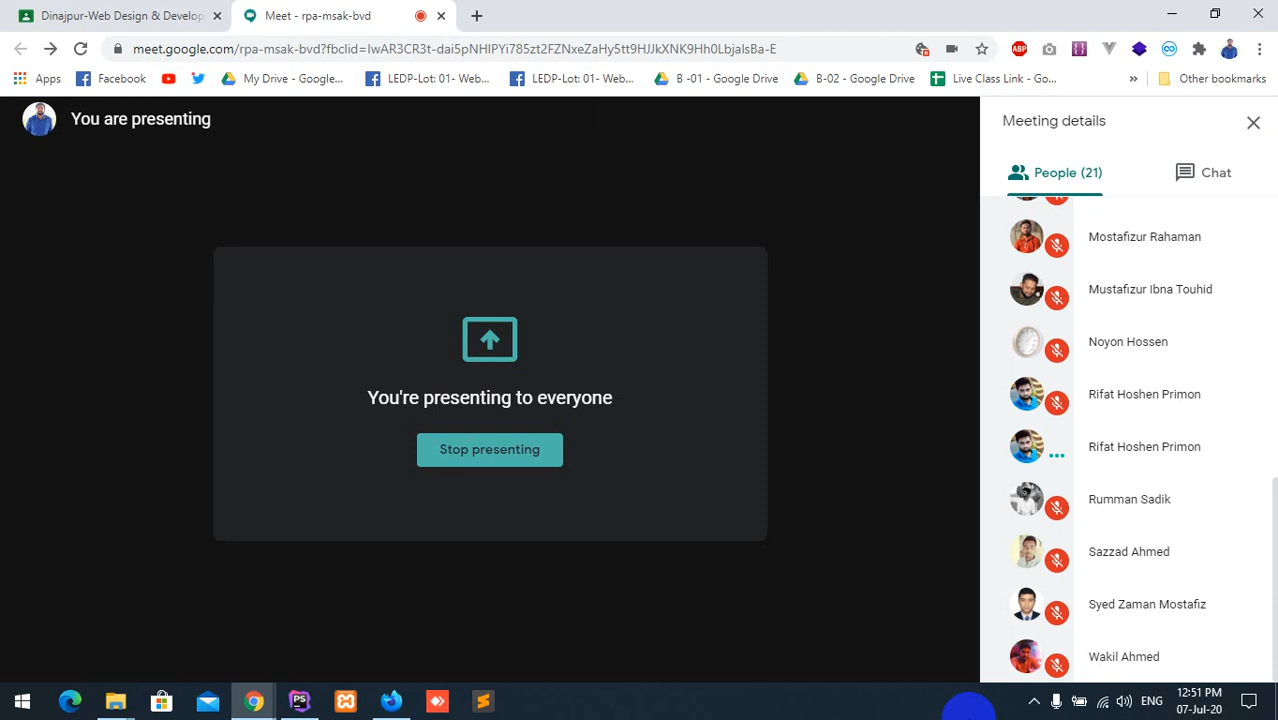 Dinajpur-Web Design & Develop
Meet - rpa-msak-bvd
meet.google.com/rpa-msak-bvd?fbclid=IwAR3CR3t-dai5pNHIPYi785zt2FZNxeZaHy5tt9HJJkXNK9Hh0LbjaIsBa-E
ABP
Apps
Facebook
My Drive - Google...
LEDP-Lot: 01- Web...
LEDP-Lot: 01- Web...
B -01 - Google Drive
B-02 - Google Drive
Live Class Link - Go...
»
Other bookmarks
You are presenting
Meeting details
People (21)
Chat
Mostafizur Rahaman
Mustafizur Ibna Touhid
Noyon Hossen
You're presenting to everyone
Stop presenting
Rifat Hoshen Primon
Rifat Hoshen Primon
Rumman Sadik
Sazzad Ahmed
Syed Zaman Mostafiz
Wakil Ahmed
PS
ENG
12:51 PM
07-Jul-20